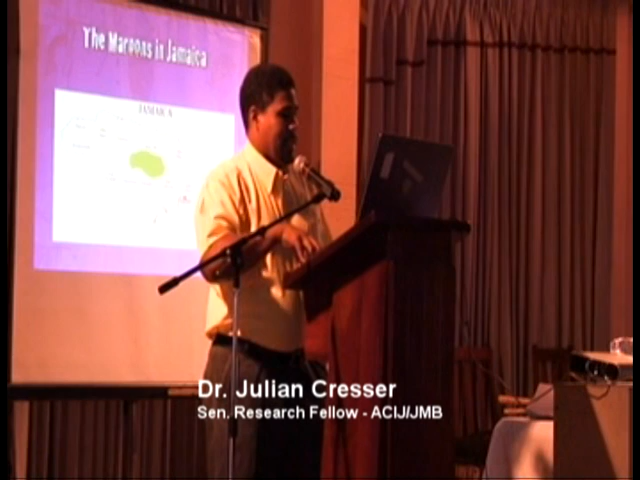 The Maroons in Jamaica
JAMAICA
Dr. Julian Cresser
Sen. Research Fellow - ACIJ/JMB